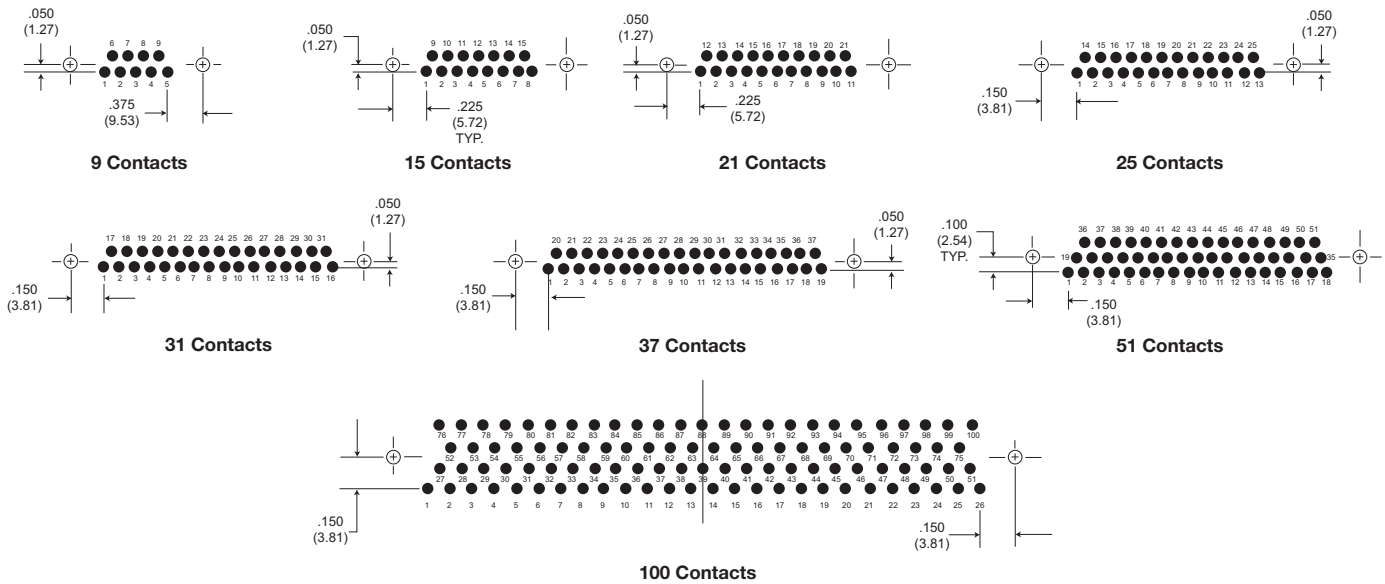 .050
(1.27)
6 7 8 9
1 2 3 4 5
.375
(9.53)
9 Contacts
.050
(1.27)
9 10 11 12 13 14 15
1 2 3 4 5 6 7 8
.225
(5.72)
TYP.
15 Contacts
.050
(1.27)
12 13 14 15 16 17 18 19 20 21
1 2 3 4 5 6 7 8 9 10 11
.225
(5.72)
21 Contacts
.050
(1.27)
14 15 16 17 18 19 20 21 22 23 24 25
1 2 3 4 5 6 7 8 9 10 11 12 13
.150
(3.81)
25 Contacts
.050
(1.27)
17 18 19 20 21 22 23 24 25 26 27 28 29 30 31
1 2 3 4 5 6 7 8 9 10 11 12 13 14 15 16
.150
(3.81)
31 Contacts
.050
(1.27)
20 21 22 23 24 25 26 27 28 29 30 31 32 33 34 35 36 37
1 2 3 4 5 6 7 8 9 10 11 12 13 14 15 16 17 18 19
.150
(3.81)
37 Contacts
.100
(2.54)
TYP.
36 37 38 39 40 41 42 43 44 45 46 47 48 49 50 51
19 35
1 2 3 4 5 6 7 8 9 10 11 12 13 14 15 16 17 18
.150
(3.81)
51 Contacts
76 77 78 79 80 81 82 83 84 85 86 87 88 89 90 91 92 93 94 95 96 97 98 99 100
52 53 54 55 56 57 58 59 60 61 62 63 64 65 66 67 68 69 70 71 72 73 74 75
27 28 29 30 31 32 33 34 35 36 37 38 39 40 41 42 43 44 45 46 47 48 49 50 51
1 2 3 4 5 6 7 8 9 10 11 12 13 14 15 16 17 18 19 20 21 22 23 24 25 26
.150
(3.81)
.150
(3.81)
100 Contacts